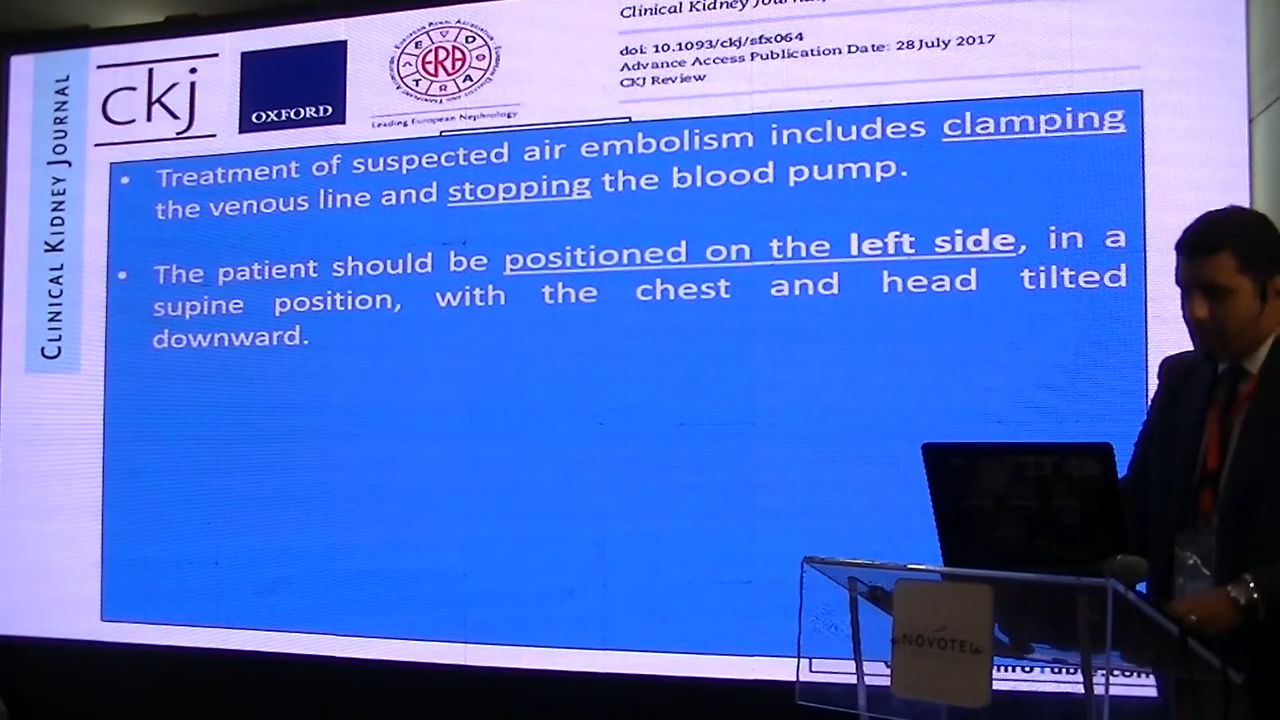 Clinical Kidney
doi: 10.1093/ckj/sfx064
Advance Access Publication Date: 28 July 2017
CKJ Review
CLINICAL KIDNEY JOURNAL
ckj
OXFORD
ERA
EDTA
Leading European Nephrology
• Treatment of suspected air embolism includes clamping
the venous line and stopping the blood pump.
• The patient should be positioned on the left side, in a
supine position, with the chest and head tilted
downward.
NOVOTEL